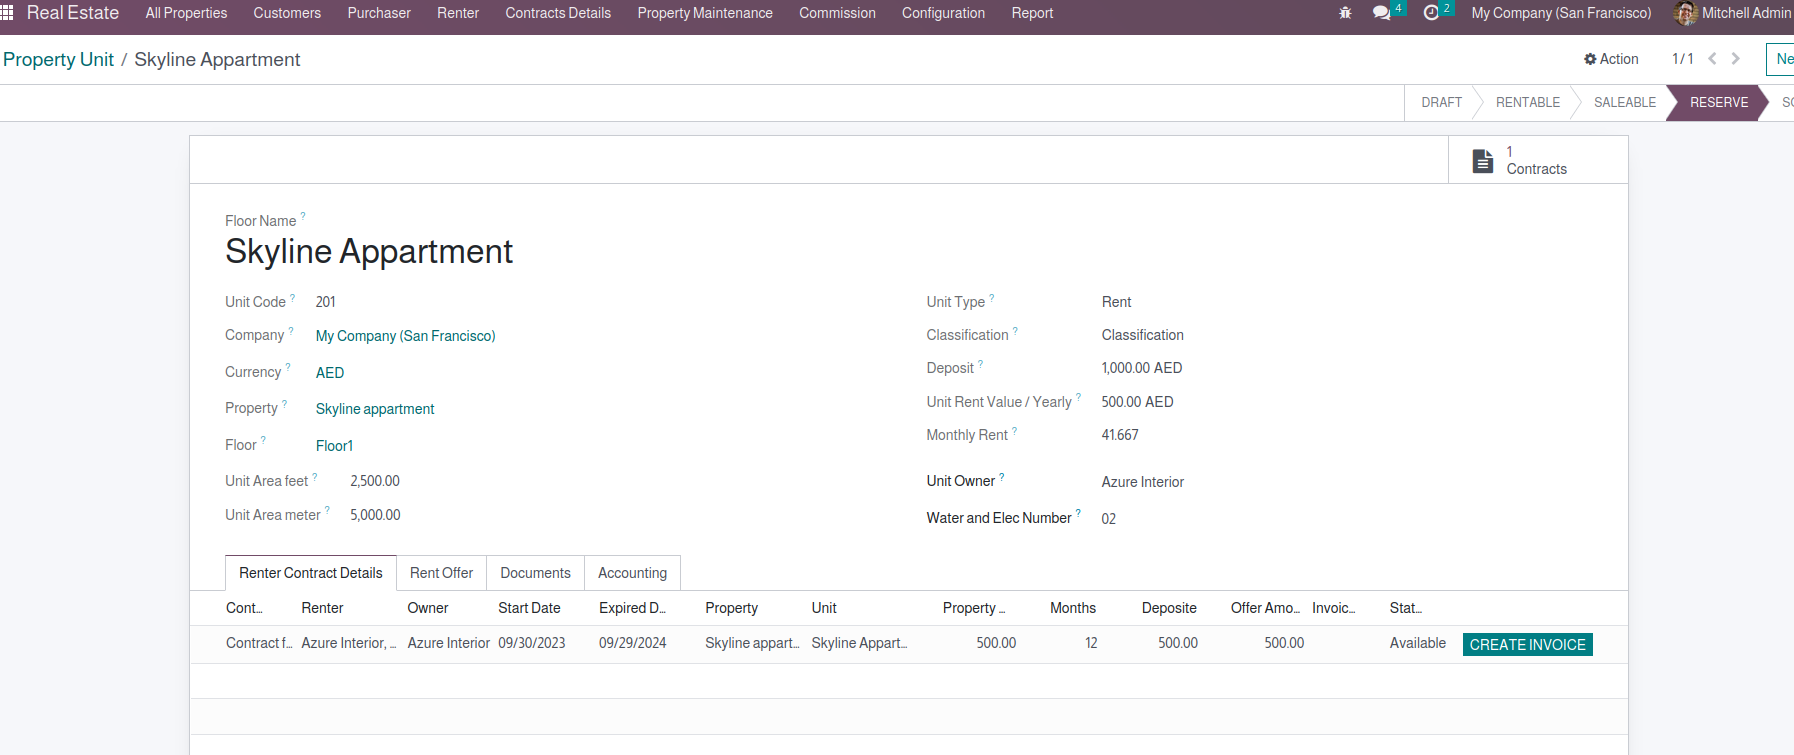 Real Estate All Properties Customers Purchaser Renter Contracts Details Property Maintenance Commission Configuration Report 4 2 My Company (San Francisco) Mitchell Admin
Property Unit / Skyline Appartment Action 1 / 1 Ne
DRAFT RENTABLE SALEABLE RESERVE SO
1
Contracts
Floor Name ?
Skyline Appartment
Unit Code ? 201 Unit Type ? Rent
Company ? My Company (San Francisco) Classification ? Classification
Currency ? AED Deposit ? 1,000.00 AED
Property ? Skyline appartment Unit Rent Value / Yearly ? 500.00 AED
Floor ? Floor1 Monthly Rent ? 41.667
Unit Area feet ? 2,500.00 Unit Owner ? Azure Interior
Unit Area meter ? 5,000.00 Water and Elec Number ? 02
Renter Contract Details Rent Offer Documents Accounting
Cont... Renter Owner Start Date Expired D... Property Unit Property ... Months Deposite Offer Amo... Invoic... Stat...
Contract f... Azure Interior, ... Azure Interior 09/30/2023 09/29/2024 Skyline appart... Skyline Appart... 500.00 12 500.00 500.00 Available CREATE INVOICE